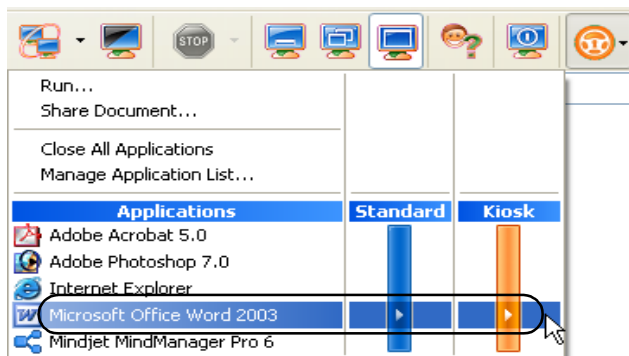 STOP
Run...
Share Document...
Close All Applications
Manage Application List...
Applications Standard Kiosk
Adobe Acrobat 5.0
Adobe Photoshop 7.0
Internet Explorer
Microsoft Office Word 2003
Mindjet MindManager Pro 6